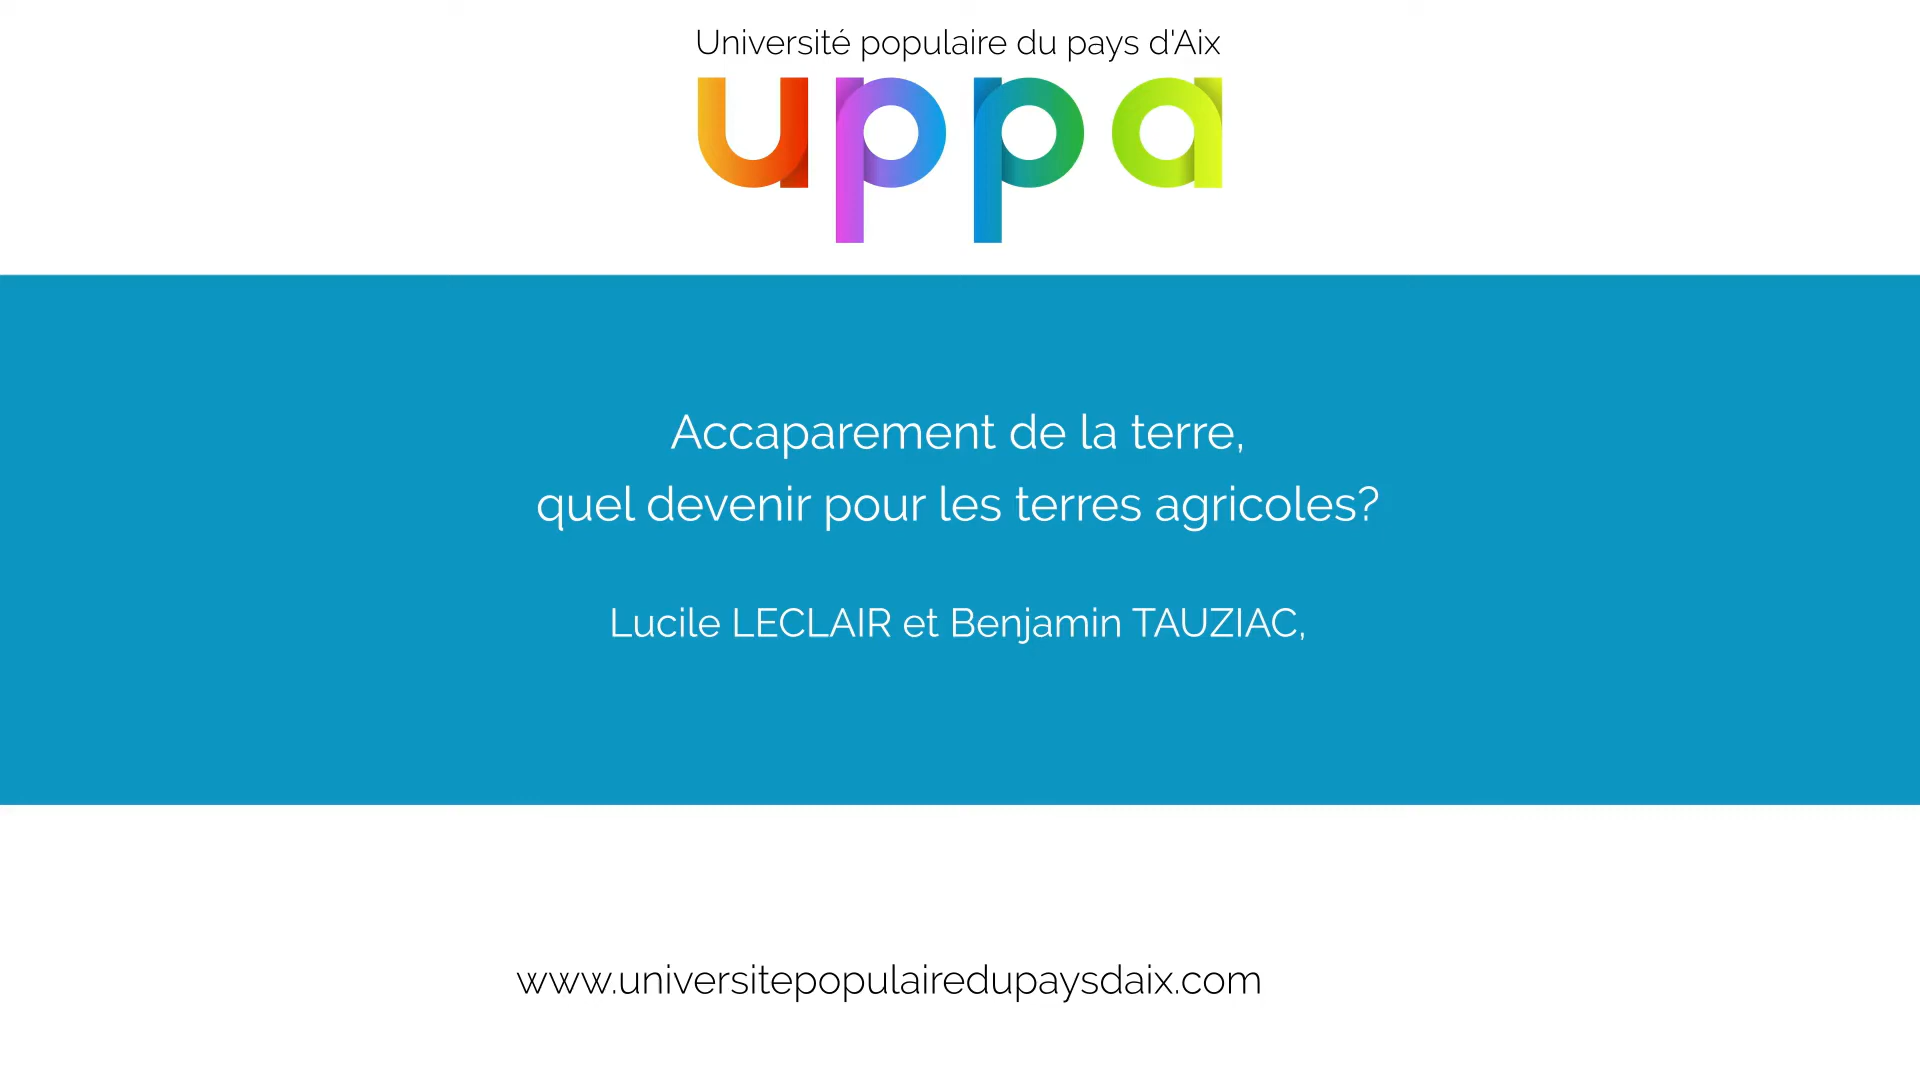 Université populaire du pays d'Aix
uppa
Accaparement de la terre,
quel devenir pour les terres agricoles?
Lucile LECLAIR et Benjamin TAUZIAC,
www.universitepopulairedupaysdaix.com